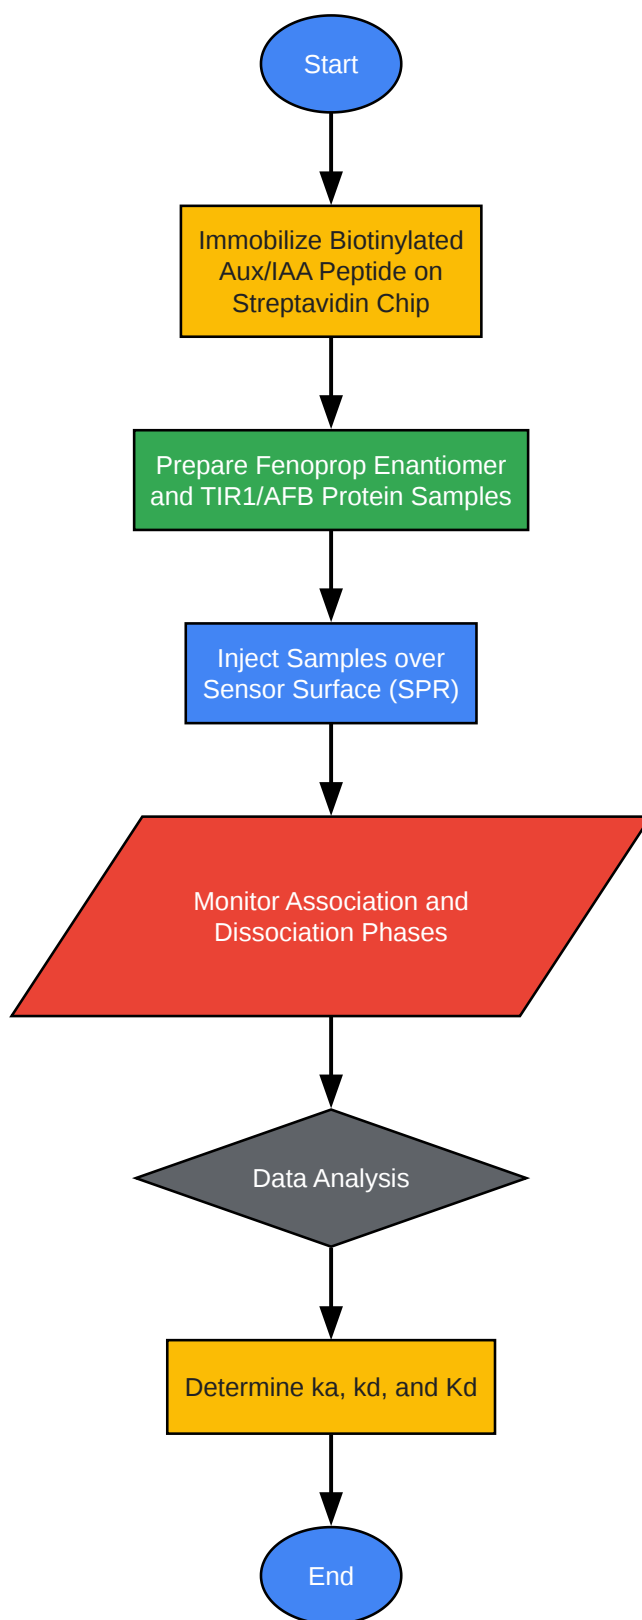 Start
Immobilize Biotinylated
Aux/IAA Peptide on
Streptavidin Chip
Prepare Fenoprop Enantiomer
and TIR1/AFB Protein Samples
Inject Samples over
Sensor Surface (SPR)
Monitor Association and
Dissociation Phases
Data Analysis
Determine ka, kd, and Kd
End